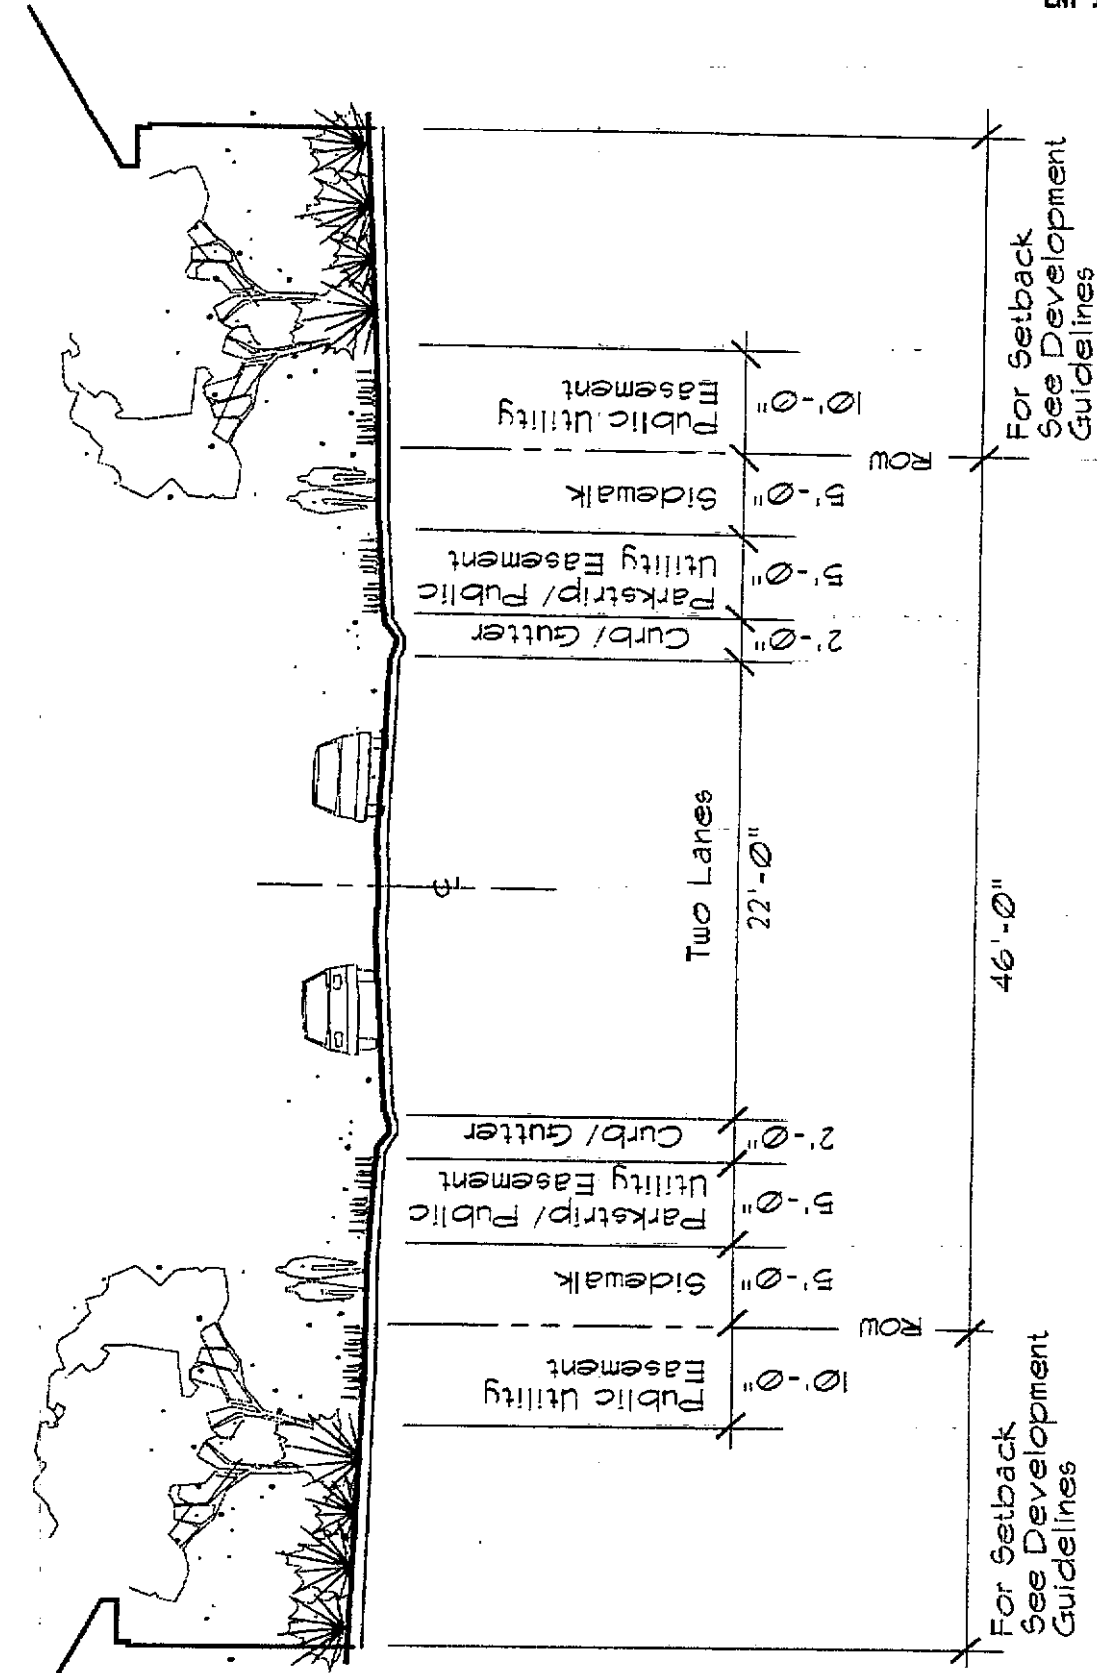 Public Utility
Easement
10'-0"
ROW
Sidewalk
5'-0"
Parkstrip/ Public
Utility Easement
5'-0"
Curb/ Gutter
2'-0"
Two Lanes
22'-0"
Curb/ Gutter
2'-0"
Parkstrip/ Public
Utility Easement
5'-0"
Sidewalk
5'-0"
ROW
Public Utility
Easement
10'-0"
For Setback
See Development
Guidelines
46'-0"
For Setback
See Development
Guidelines